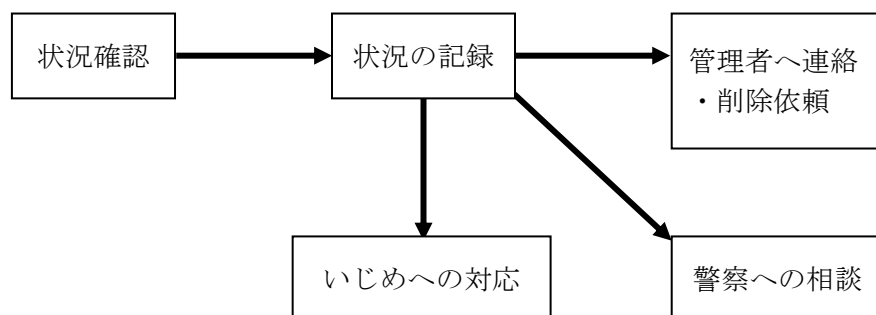 状況確認
状況の記録
管理者へ連絡
・削除依頼
いじめへの対応
警察への相談